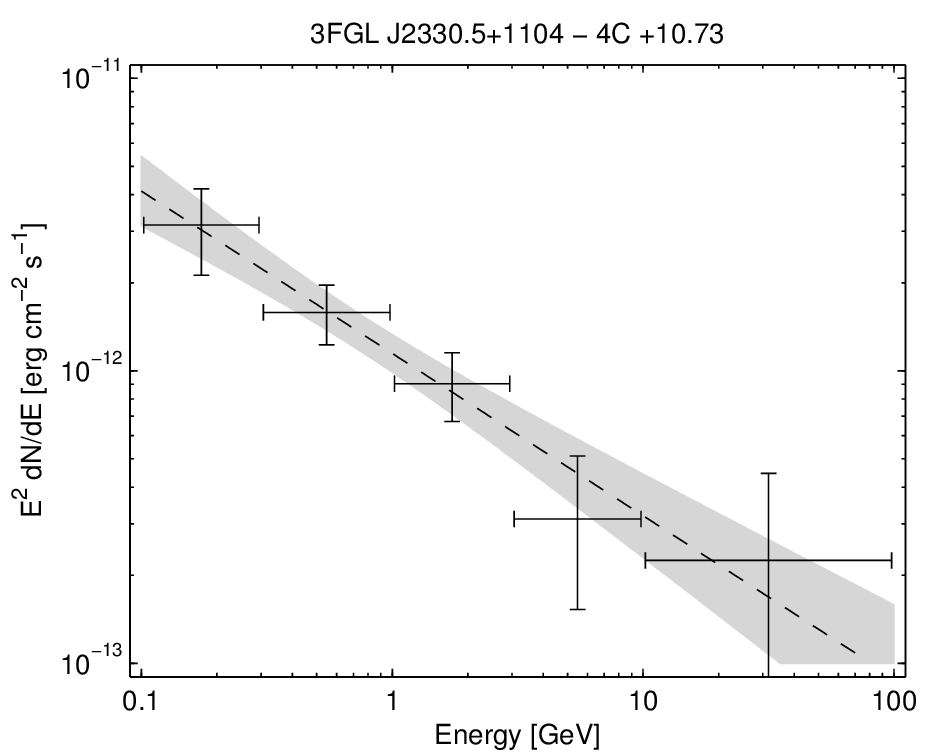 3FGL J2330.5+1104 − 4C +10.73
10⁻¹¹
10⁻¹²
10⁻¹³
E² dN/dE [erg cm⁻² s⁻¹]
0.1 1 10 100
Energy [GeV]